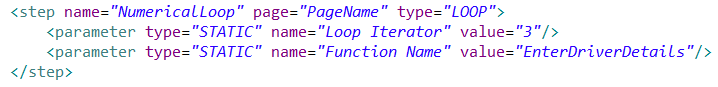 <step name="NumericalLoop" page="PageName" type="LOOP">
<parameter type="STATIC" name="Loop Iterator" value="3"/>
<parameter type="STATIC" name="Function Name" value="EnterDriverDetails"/>
</step>